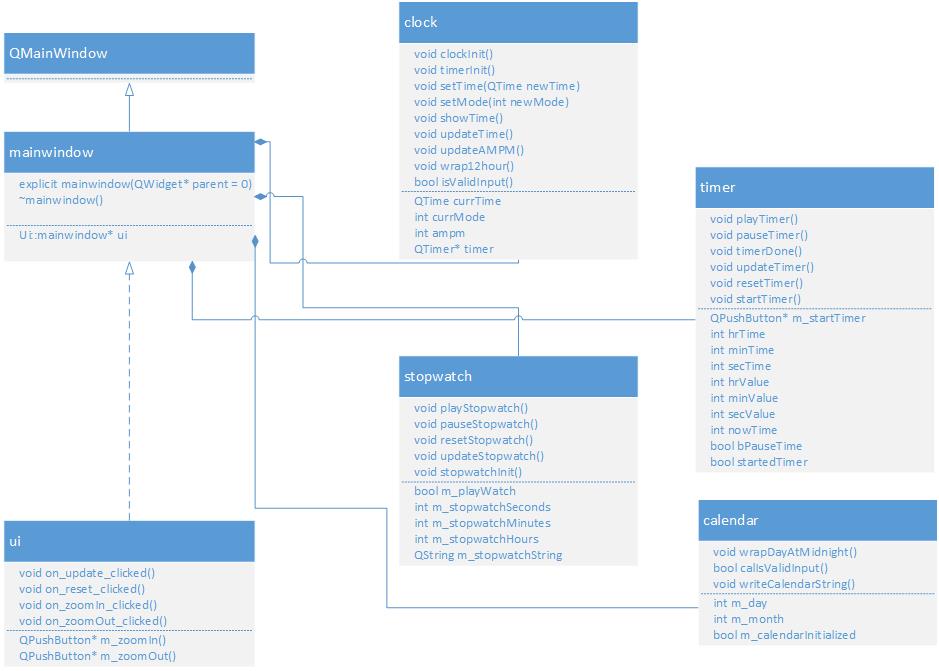 QMainWindow
mainwindow
explicit mainwindow(QWidget* parent = 0)
~mainwindow()
Ui::mainwindow* ui
ui
void on_update_clicked()
void on_reset_clicked()
void on_zoomIn_clicked()
void on_zoomOut_clicked()
QPushButton* m_zoomIn()
QPushButton* m_zoomOut()
clock
void clockInit()
void timerInit()
void setTime(QTime newTime)
void setMode(int newMode)
void showTime()
void updateTime()
void updateAMPM()
void wrap12hour()
bool isValidInput()
QTime currTime
int currMode
int ampm
QTimer* timer
stopwatch
void playStopwatch()
void pauseStopwatch()
void resetStopwatch()
void updateStopwatch()
void stopwatchInit()
bool m_playWatch
int m_stopwatchSeconds
int m_stopwatchMinutes
int m_stopwatchHours
QString m_stopwatchString
timer
void playTimer()
void pauseTimer()
void timerDone()
void updateTimer()
void resetTimer()
void startTimer()
QPushButton* m_startTimer
int hrTime
int minTime
int secTime
int hrValue
int minValue
int secValue
int nowTime
bool bPauseTime
bool startedTimer
calendar
void wrapDayAtMidnight()
bool calIsValidInput()
void writeCalendarString()
int m_day
int m_month
bool m_calendarInitialized